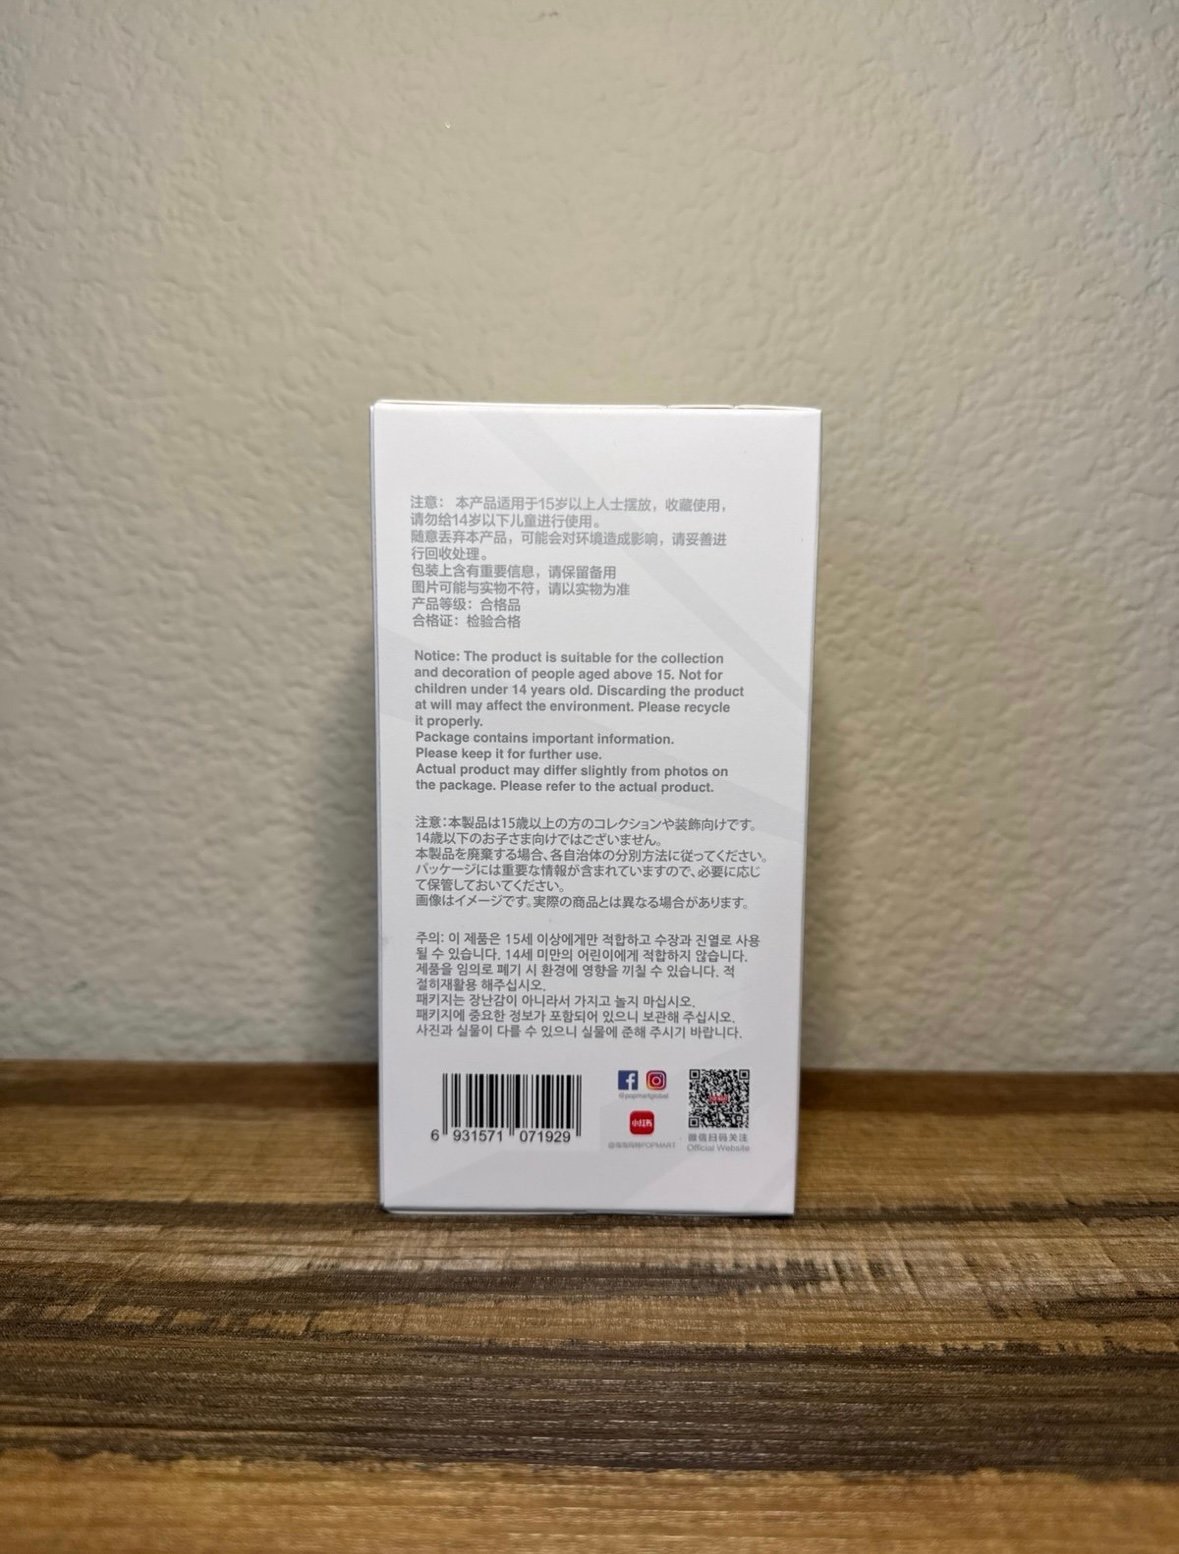 注意： 本产品适用于15岁以上人士摆放，收藏使用，
请勿给14岁以下儿童进行使用。
随意丢弃本产品，可能会对环境造成影响，请妥善进
行回收处理。
包装上含有重要信息，请保留备用
图片可能与实物不符，请以实物为准
产品等级：合格品
合格证：检验合格
Notice: The product is suitable for the collection
and decoration of people aged above 15. Not for
children under 14 years old. Discarding the product
at will may affect the environment. Please recycle
it properly.
Package contains important information.
Please keep it for further use.
Actual product may differ slightly from photos on
the package. Please refer to the actual product.
注意：本製品は15歳以上の方のコレクションや装飾向けです。
14歳以下のお子さま向けではございません。
本製品を廃棄する場合、各自治体の分別方法に従ってください。
パッケージには重要な情報が含まれていますので、必要に応じ
て保管しておいてください。
画像はイメージです。実際の商品とは異なる場合があります。
주의: 이 제품은 15세 이상에게만 적합하고 수장과 진열로 사용
될 수 있습니다. 14세 미만의 어린이에게 적합하지 않습니다.
제품을 임의로 폐기 시 환경에 영향을 끼칠 수 있습니다. 적
절히재활용 해주십시오.
패키지는 장난감이 아니라서 가지고 놀지 마십시오.
패키지에 중요한 정보가 포함되어 있으니 보관해 주십시오.
사진과 실물이 다를 수 있으니 실물에 준해 주시기 바랍니다.
6 931571 071929
@popmartglobal
小红书
POPMART
微信扫码关注
Official Website